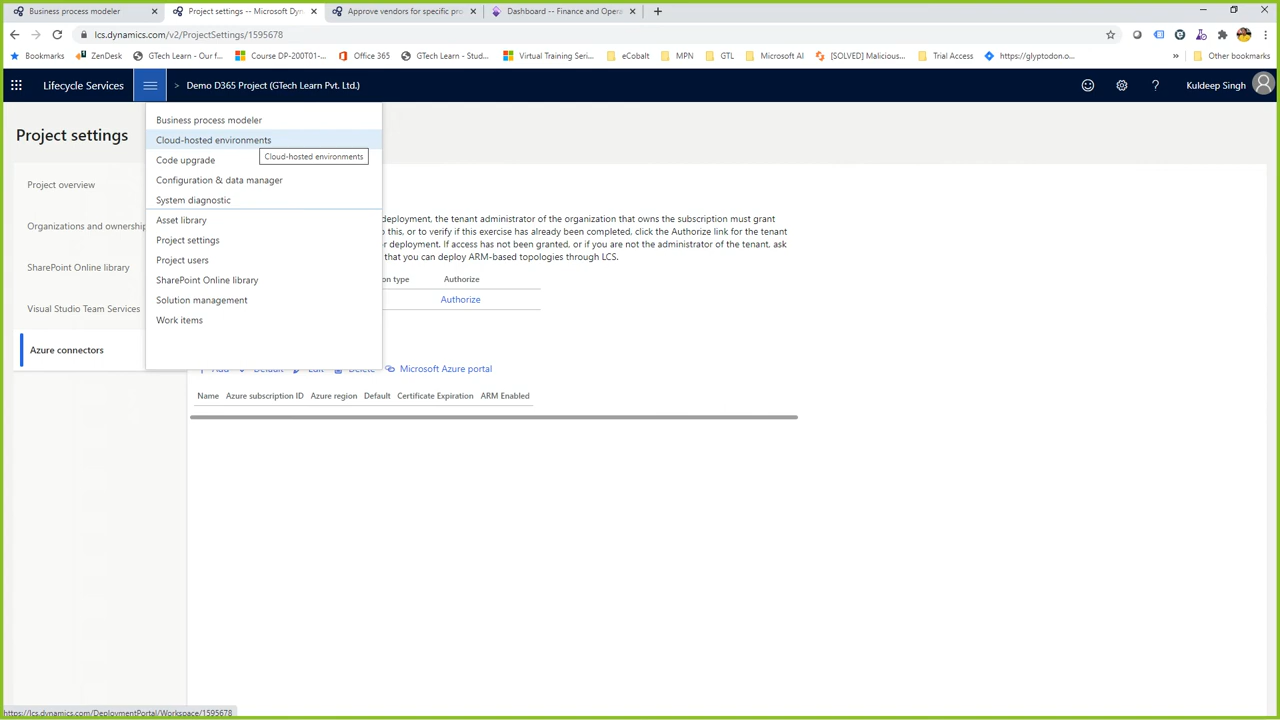 Business process modeler
Project settings -- Microsoft Dyn
Approve vendors for specific pro
Dashboard -- Finance and Opera
lcs.dynamics.com/v2/ProjectSettings/1595678
Bookmarks
ZenDesk
GTech Learn - Our f...
Course DP-200T01-...
Office 365
GTech Learn - Stud...
Virtual Training Seri...
eCobalt
MPN
GTL
Microsoft AI
[SOLVED] Malicious...
Trial Access
https://glyptodon.o...
»
Other bookmarks
Lifecycle Services
> Demo D365 Project (GTech Learn Pvt. Ltd.)
?
Kuldeep Singh
Project settings
Project overview
Organizations and ownership
SharePoint Online library
Visual Studio Team Services
Azure connectors
Business process modeler
Cloud-hosted environments
Cloud-hosted environments
Code upgrade
Configuration & data manager
System diagnostic
Asset library
Project settings
Project users
SharePoint Online library
Solution management
Work items
deployment, the tenant administrator of the organization that owns the subscription must grant
this, or to verify if this exercise has already been completed, click the Authorize link for the tenant
deployment. If access has not been granted, or if you are not the administrator of the tenant, ask
that you can deploy ARM-based topologies through LCS.
on type Authorize
Authorize
Add Default Edit Delete Microsoft Azure portal
Name Azure subscription ID Azure region Default Certificate Expiration ARM Enabled
https://lcs.dynamics.com/DeploymentPortal/Workspace/1595678